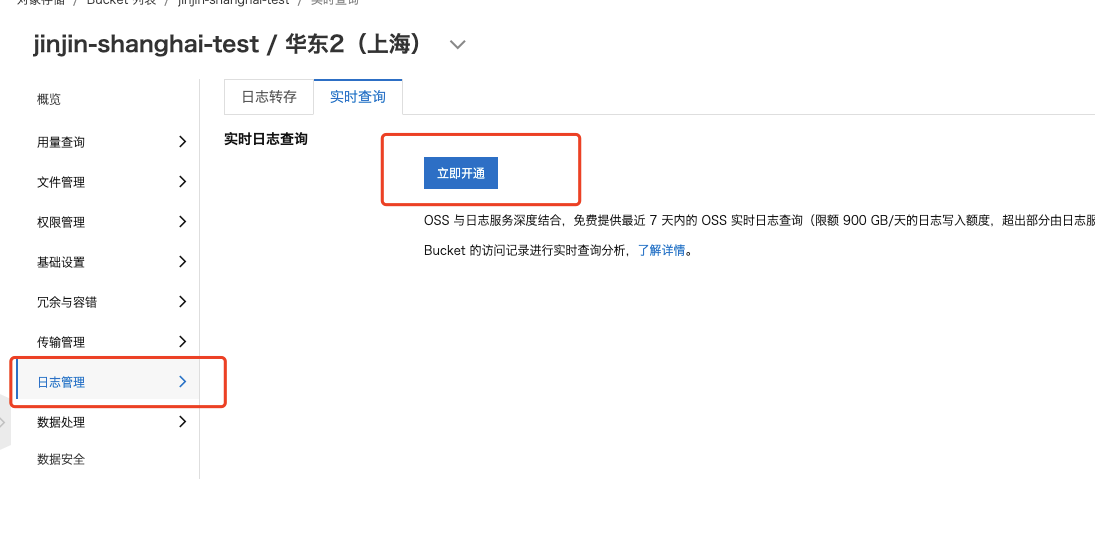 对象存储 / Bucket 列表 / jinjin-shanghai-test / 实时查询
jinjin-shanghai-test / 华东2（上海）
概览
用量查询
文件管理
权限管理
基础设置
冗余与容错
传输管理
日志管理
数据处理
数据安全
日志转存
实时查询
实时日志查询
立即开通
OSS 与日志服务深度结合，免费提供最近 7 天内的 OSS 实时日志查询（限额 900 GB/天的日志写入额度，超出部分由日志服
Bucket 的访问记录进行实时查询分析，了解详情。